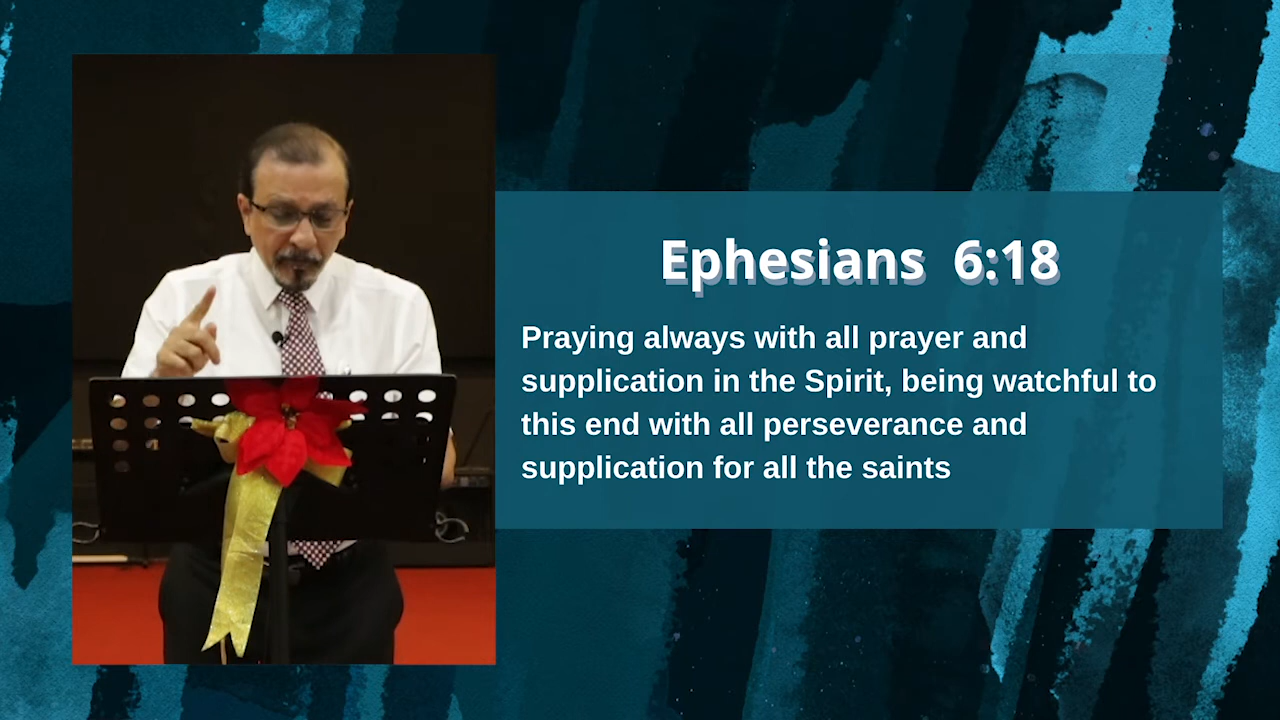 Ephesians 6:18
Praying always with all prayer and
supplication in the Spirit, being watchful to
this end with all perseverance and
supplication for all the saints